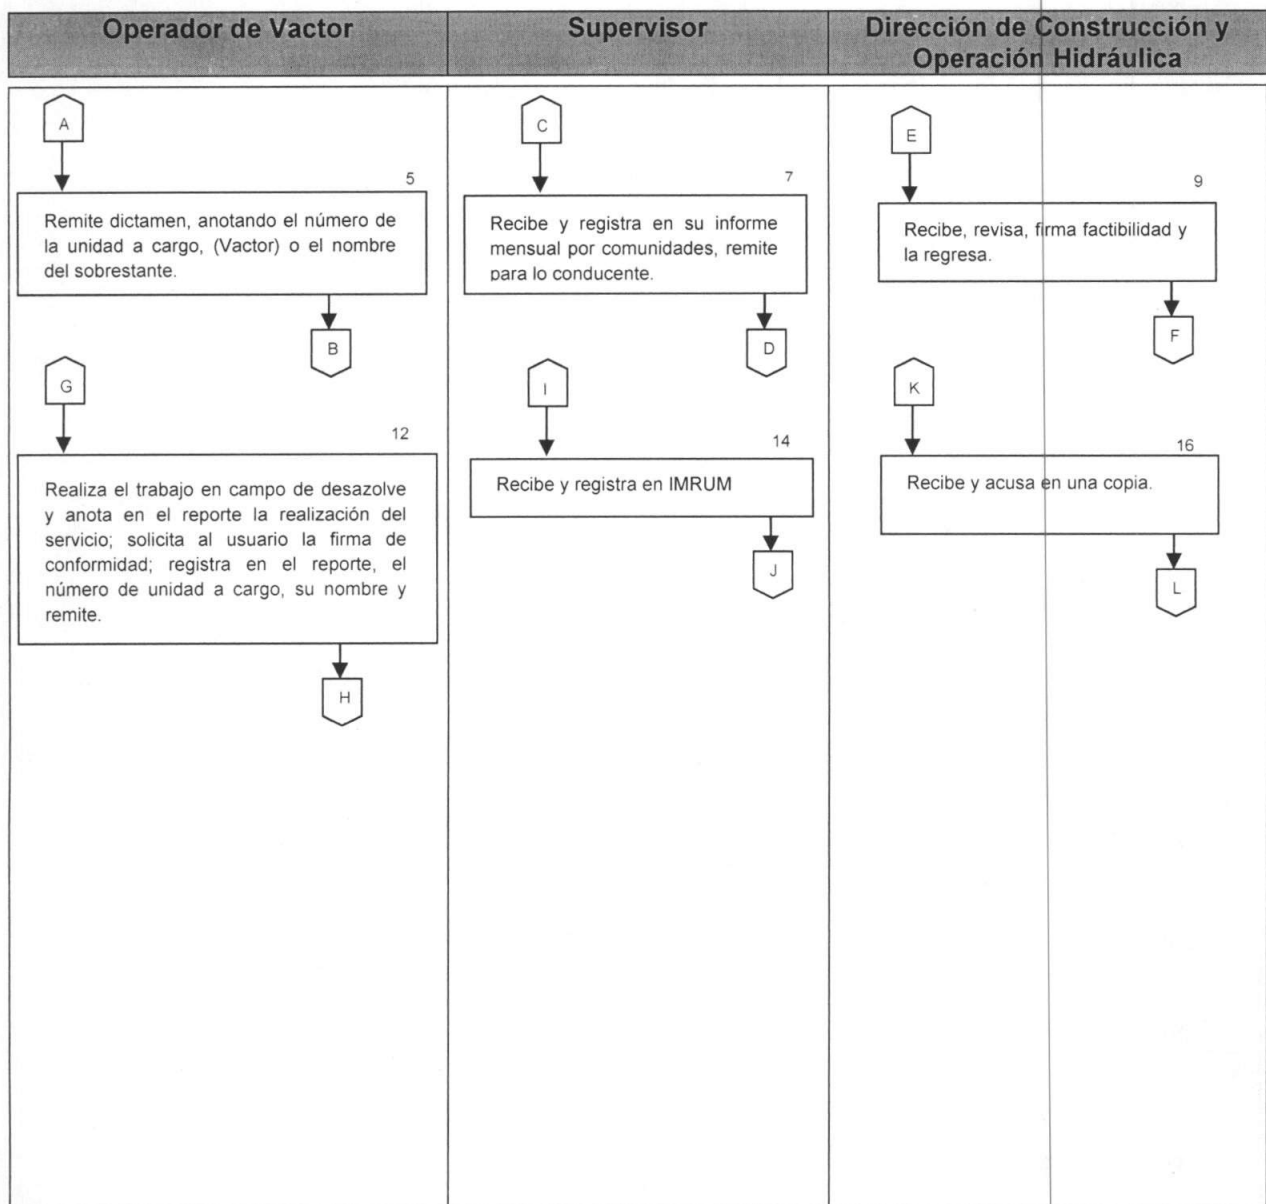 Operador de Vactor
Supervisor
Dirección de Construcción y
Operación Hidráulica
A
5
Remite dictamen, anotando el número de
la unidad a cargo, (Vactor) o el nombre
del sobrestante.
B
G
12
Realiza el trabajo en campo de desazolve
y anota en el reporte la realización del
servicio; solicita al usuario la firma de
conformidad; registra en el reporte, el
número de unidad a cargo, su nombre y
remite.
H
C
7
Recibe y registra en su informe
mensual por comunidades, remite
para lo conducente.
D
I
14
Recibe y registra en IMRUM
J
E
9
Recibe, revisa, firma factibilidad y
la regresa.
F
K
16
Recibe y acusa en una copia.
L